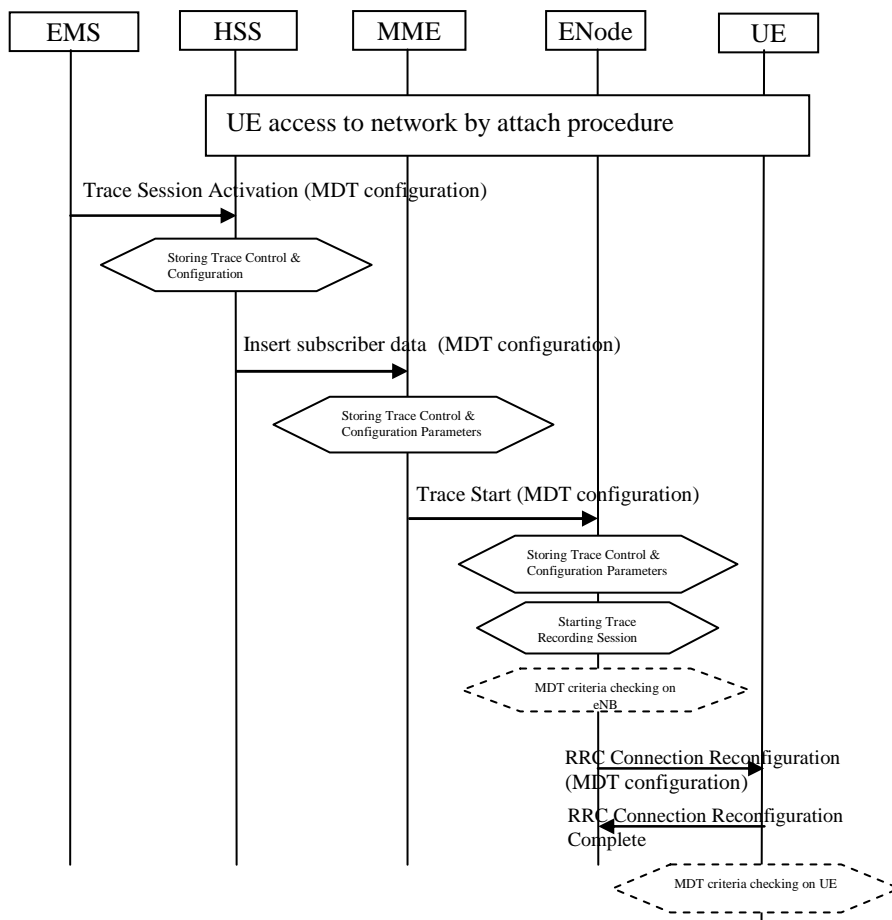 EMS HSS MME ENode UE
UE access to network by attach procedure
Trace Session Activation (MDT configuration)
Storing Trace Control &
Configuration
Insert subscriber data (MDT configuration)
Storing Trace Control &
Configuration Parameters
Trace Start (MDT configuration)
Storing Trace Control &
Configuration Parameters
Starting Trace
Recording Session
MDT criteria checking on
eNB
RRC Connection Reconfiguration
(MDT configuration)
RRC Connection Reconfiguration
Complete
MDT criteria checking on UE